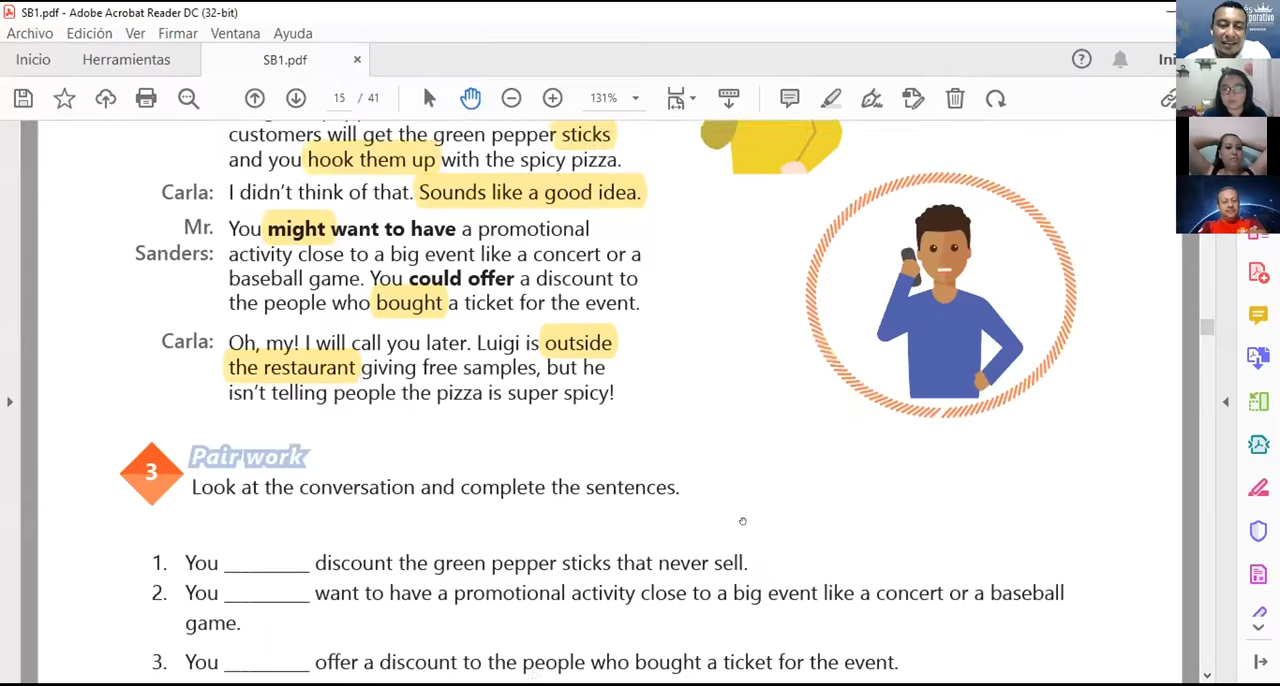 SB1.pdf - Adobe Acrobat Reader DC (32-bit)
Archivo Edición Ver Firmar Ventana Ayuda
Inicio Herramientas SB1.pdf ×
15 / 41 131%
customers will get the green pepper sticks
and you hook them up with the spicy pizza.
Carla: I didn't think of that. Sounds like a good idea.
Mr. You might want to have a promotional
Sanders: activity close to a big event like a concert or a
baseball game. You could offer a discount to
the people who bought a ticket for the event.
Carla: Oh, my! I will call you later. Luigi is outside
the restaurant giving free samples, but he
isn't telling people the pizza is super spicy!
3 Pair work
Look at the conversation and complete the sentences.
1. You ________ discount the green pepper sticks that never sell.
2. You ________ want to have a promotional activity close to a big event like a concert or a baseball
game.
3. You ________ offer a discount to the people who bought a ticket for the event.